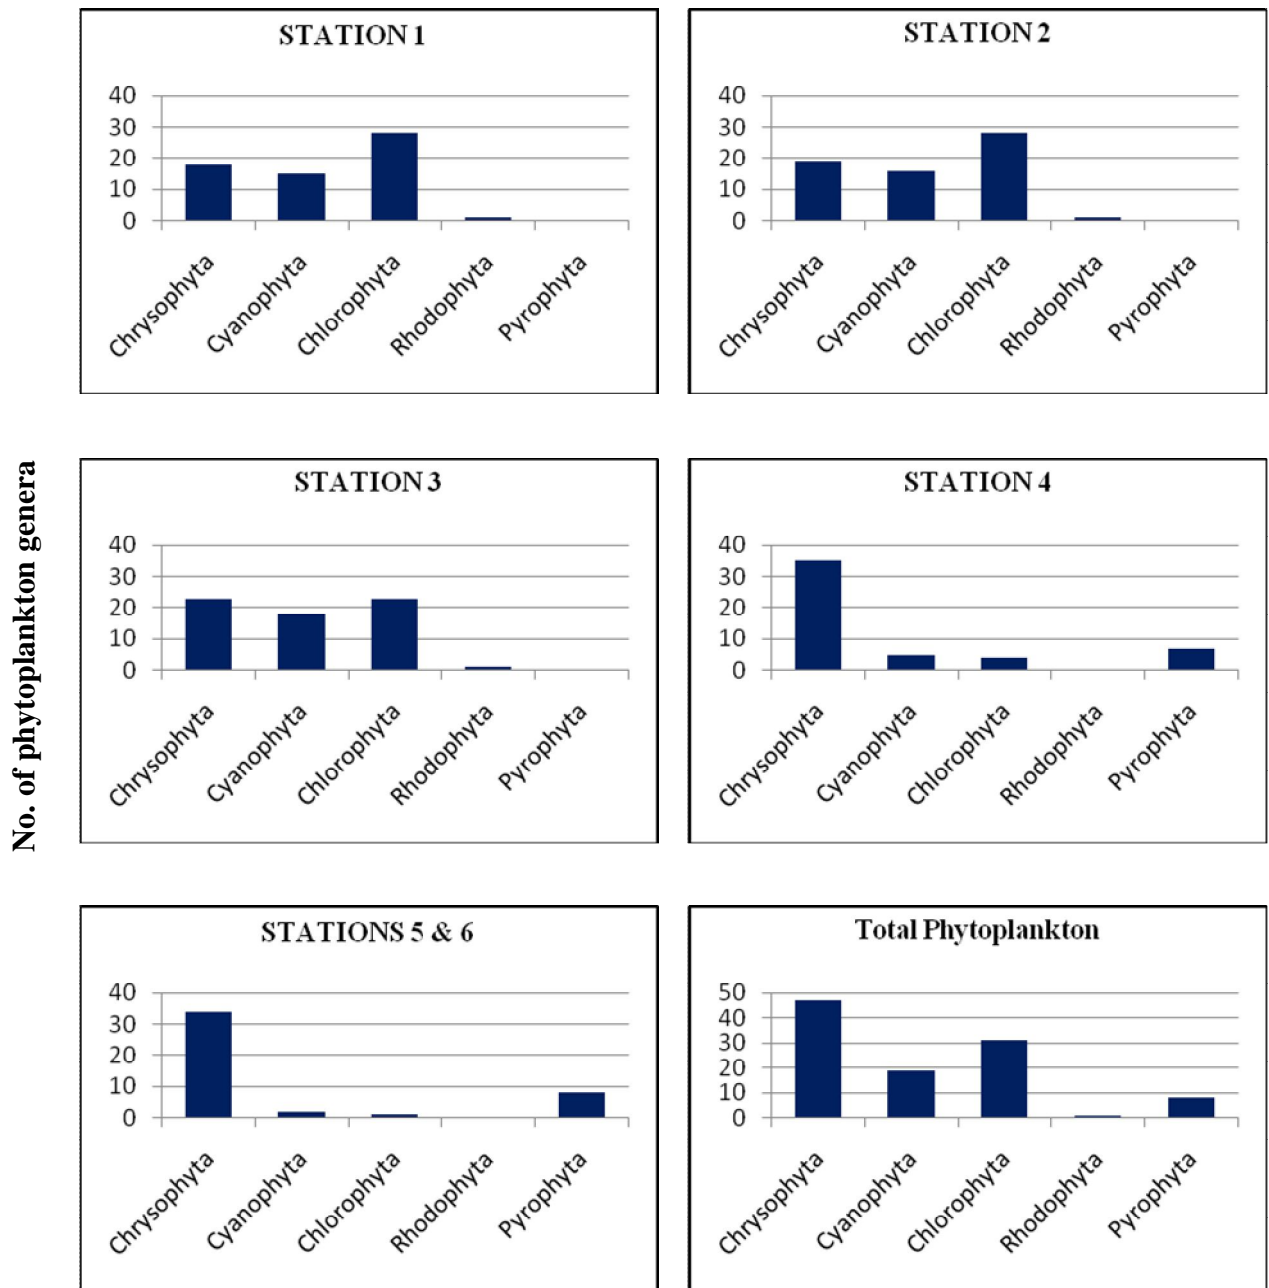 No. of phytoplankton genera
STATION 1
40
30
20
10
0
Chrysophyta
Cyanophyta
Chlorophyta
Rhodophyta
Pyrophyta
STATION 2
40
30
20
10
0
Chrysophyta
Cyanophyta
Chlorophyta
Rhodophyta
Pyrophyta
STATION 3
40
30
20
10
0
Chrysophyta
Cyanophyta
Chlorophyta
Rhodophyta
Pyrophyta
STATION 4
40
30
20
10
0
Chrysophyta
Cyanophyta
Chlorophyta
Rhodophyta
Pyrophyta
STATIONS 5 & 6
40
30
20
10
0
Chrysophyta
Cyanophyta
Chlorophyta
Rhodophyta
Pyrophyta
Total Phytoplankton
50
40
30
20
10
0
Chrysophyta
Cyanophyta
Chlorophyta
Rhodophyta
Pyrophyta